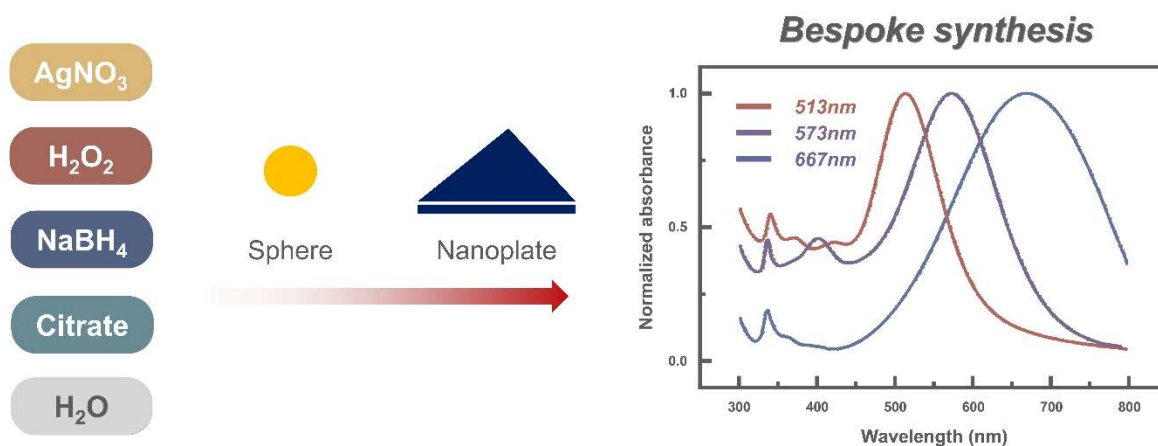 AgNO₃
H₂O₂
NaBH₄
Citrate
H₂O
Sphere
Nanoplate
Bespoke synthesis
Normalized absorbance
1.0
0.5
0.0
513nm
573nm
667nm
300 400 500 600 700 800
Wavelength (nm)